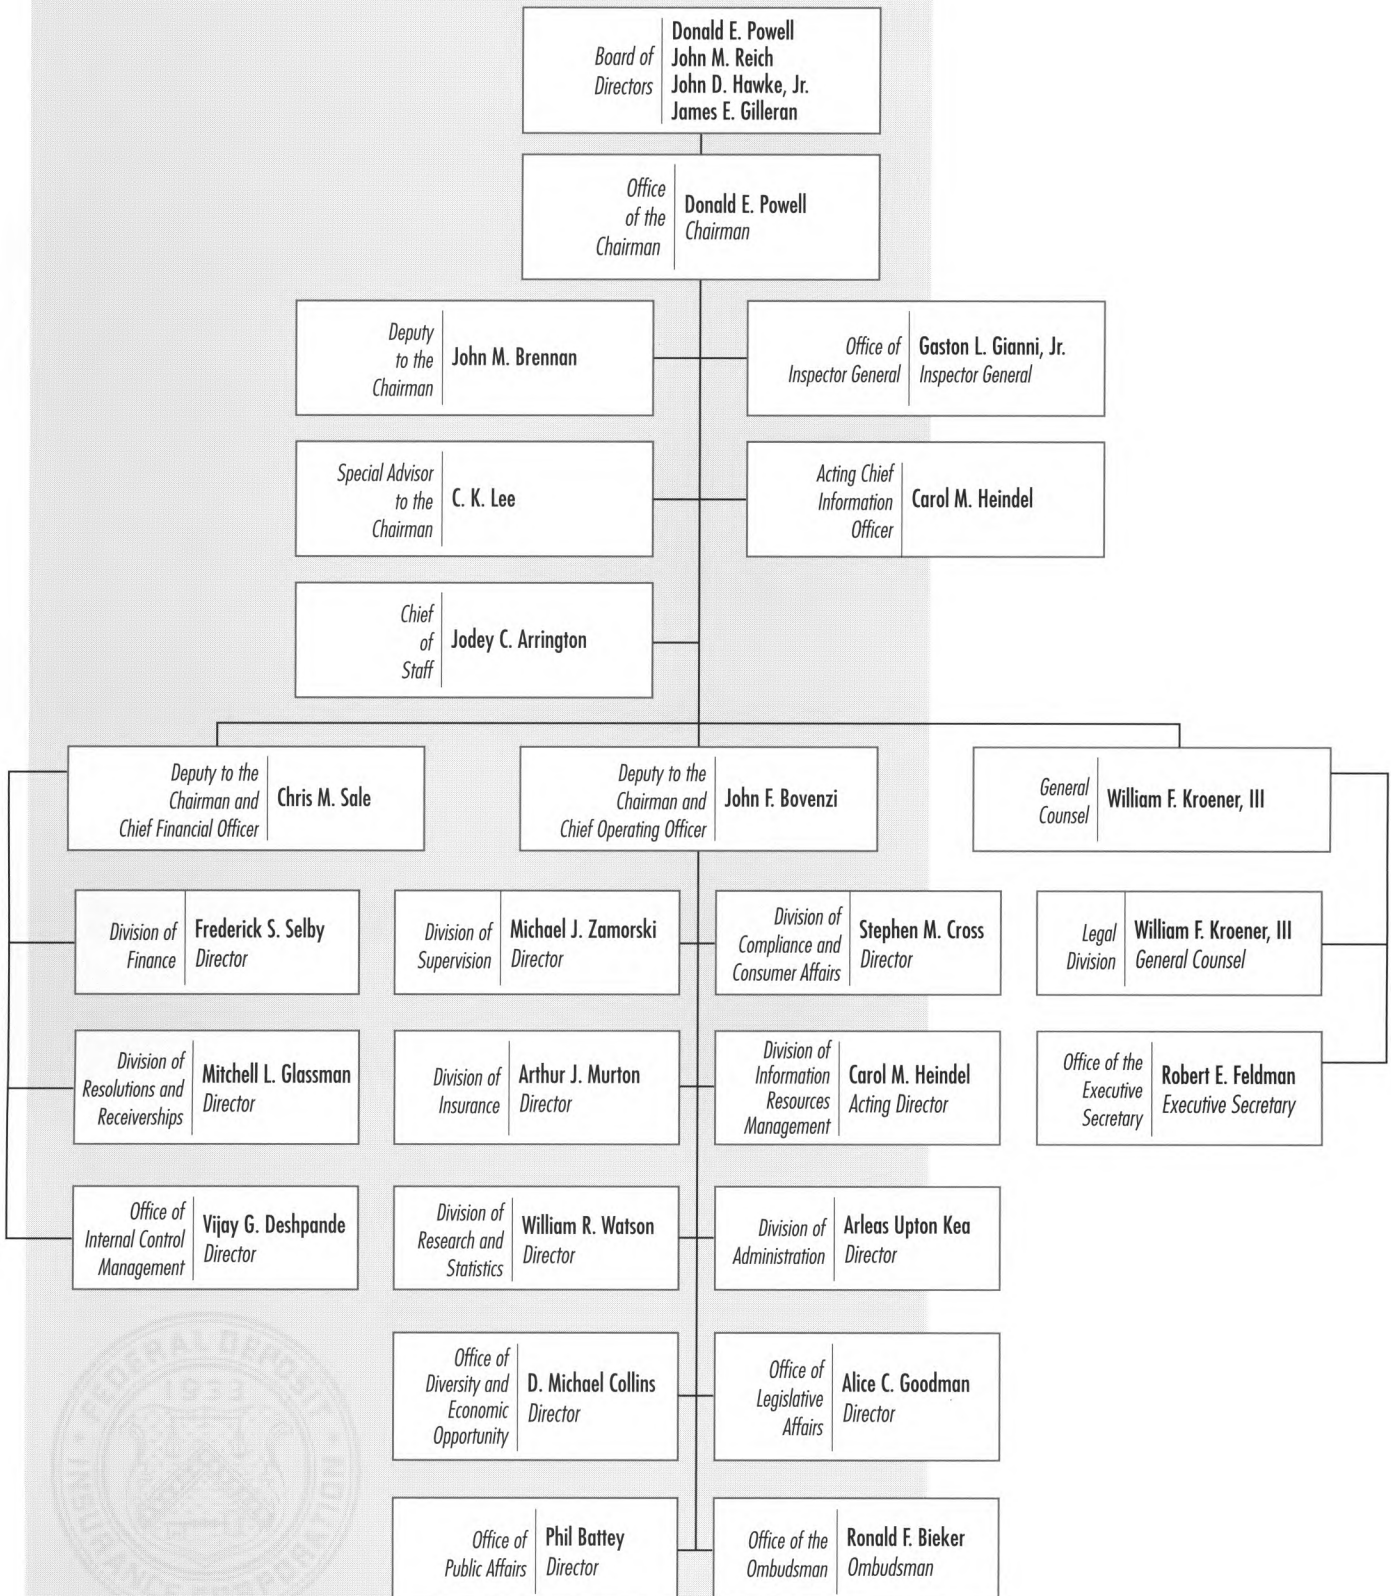 Board of
Directors
Donald E. Powell
John M. Reich
John D. Hawke, Jr.
James E. Gilleran
Office
of the
Chairman
Donald E. Powell
Chairman
Deputy
to the
Chairman
John M. Brennan
Office of
Inspector General
Gaston L. Gianni, Jr.
Inspector General
Special Advisor
to the
Chairman
C. K. Lee
Acting Chief
Information
Officer
Carol M. Heindel
Chief
of
Staff
Jodey C. Arrington
Deputy to the
Chairman and
Chief Financial Officer
Chris M. Sale
Deputy to the
Chairman and
Chief Operating Officer
John F. Bovenzi
General
Counsel
William F. Kroener, III
Division of
Finance
Frederick S. Selby
Director
Division of
Supervision
Michael J. Zamorski
Director
Division of
Compliance and
Consumer Affairs
Stephen M. Cross
Director
Legal
Division
William F. Kroener, III
General Counsel
Division of
Resolutions and
Receiverships
Mitchell L. Glassman
Director
Division of
Insurance
Arthur J. Murton
Director
Division of
Information
Resources
Management
Carol M. Heindel
Acting Director
Office of the
Executive
Secretary
Robert E. Feldman
Executive Secretary
Office of
Internal Control
Management
Vijay G. Deshpande
Director
Division of
Research and
Statistics
William R. Watson
Director
Division of
Administration
Arleas Upton Kea
Director
Office of
Diversity and
Economic
Opportunity
D. Michael Collins
Director
Office of
Legislative
Affairs
Alice C. Goodman
Director
Office of
Public Affairs
Phil Battey
Director
Office of the
Ombudsman
Ronald F. Bieker
Ombudsman
FEDERAL DEPOSIT INSURANCE CORPORATION
1933